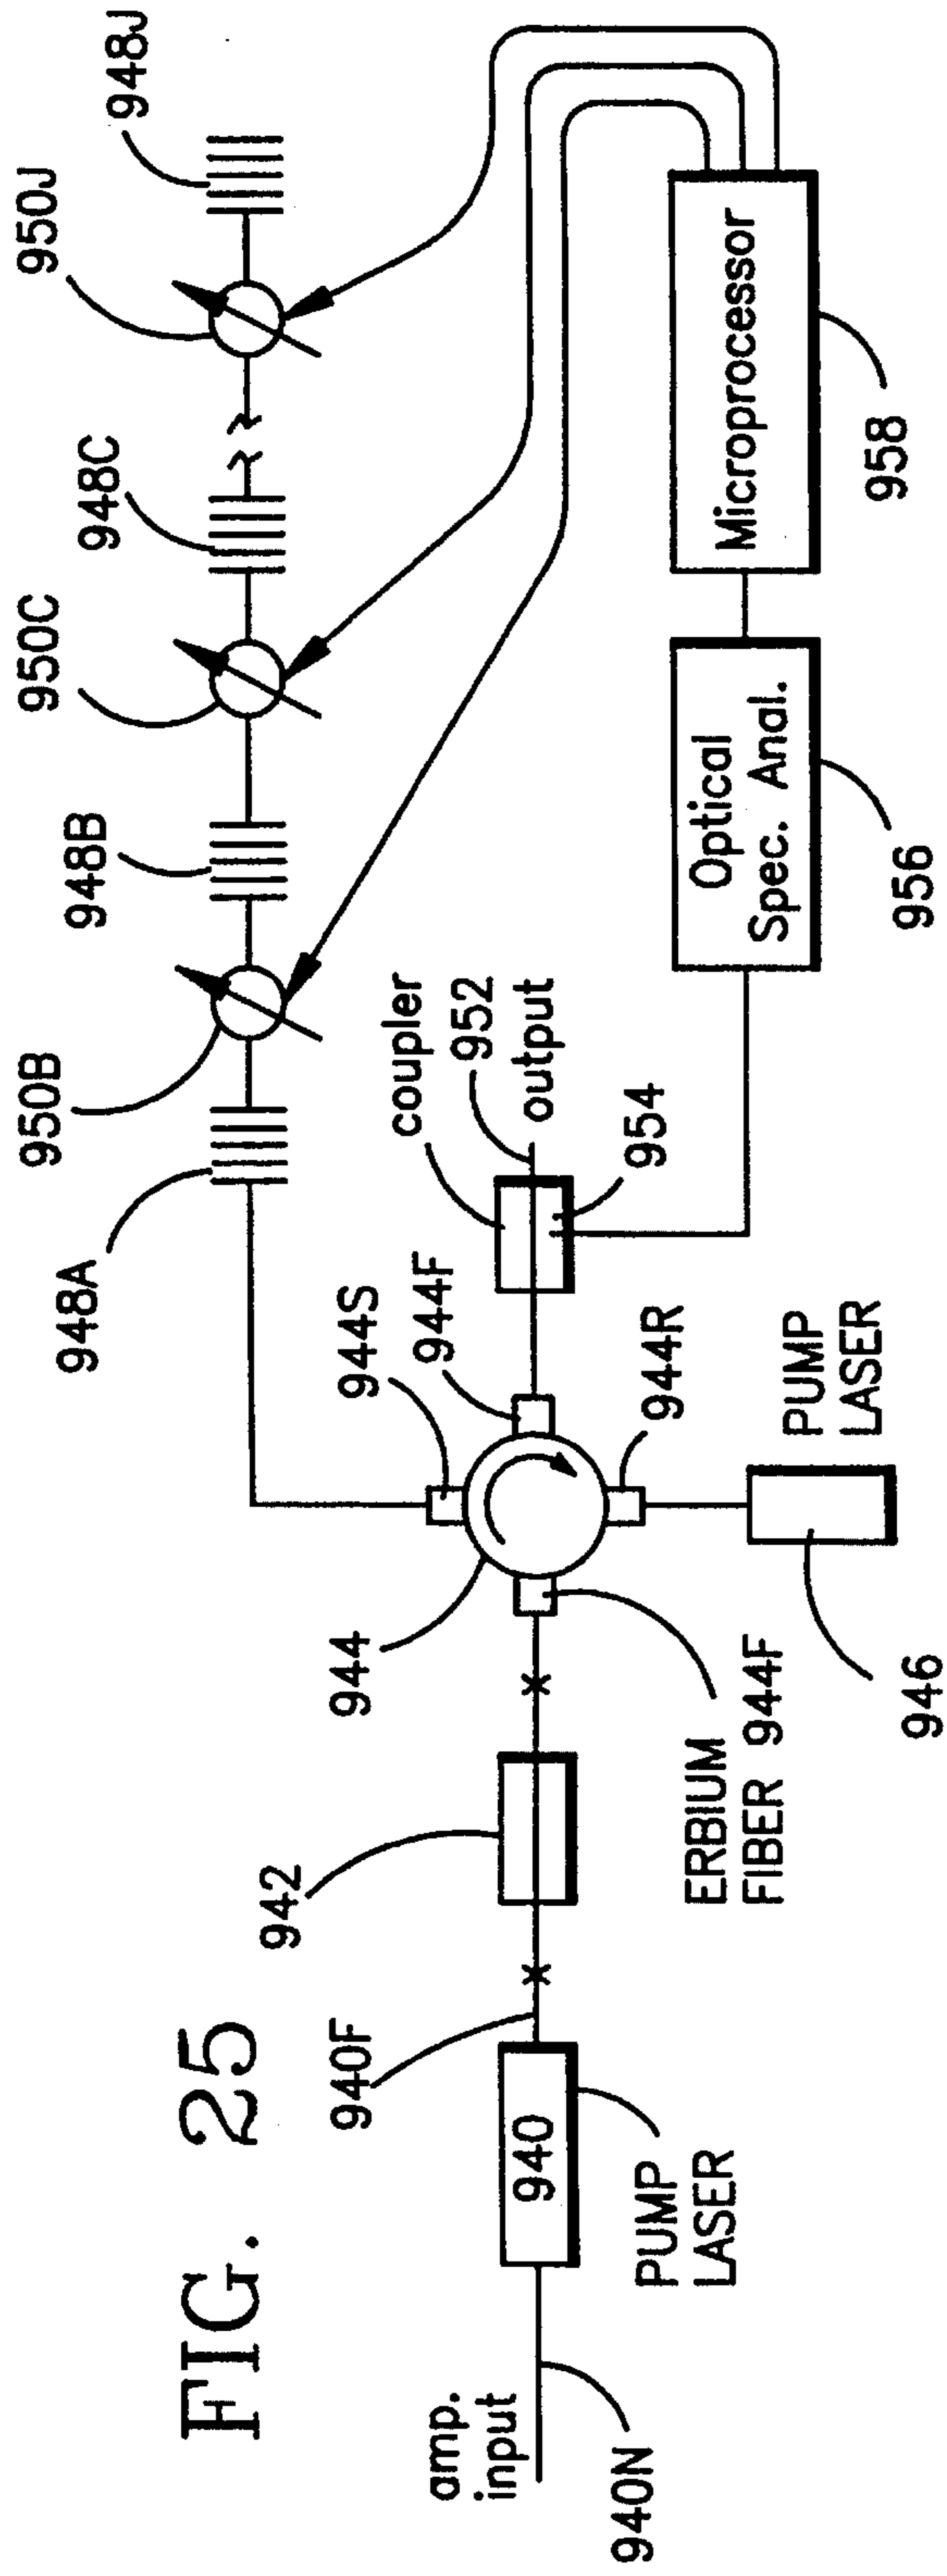 FIG. 25
948J
950J
948C
950C
948B
950B
948A
coupler
952
output
954
944S
944F
944R
944
942
940F
940
PUMP
LASER
amp.
input
940N
ERBIUM
FIBER 944F
946
PUMP
LASER
Optical
Spec. Anal.
956
Microprocessor
958